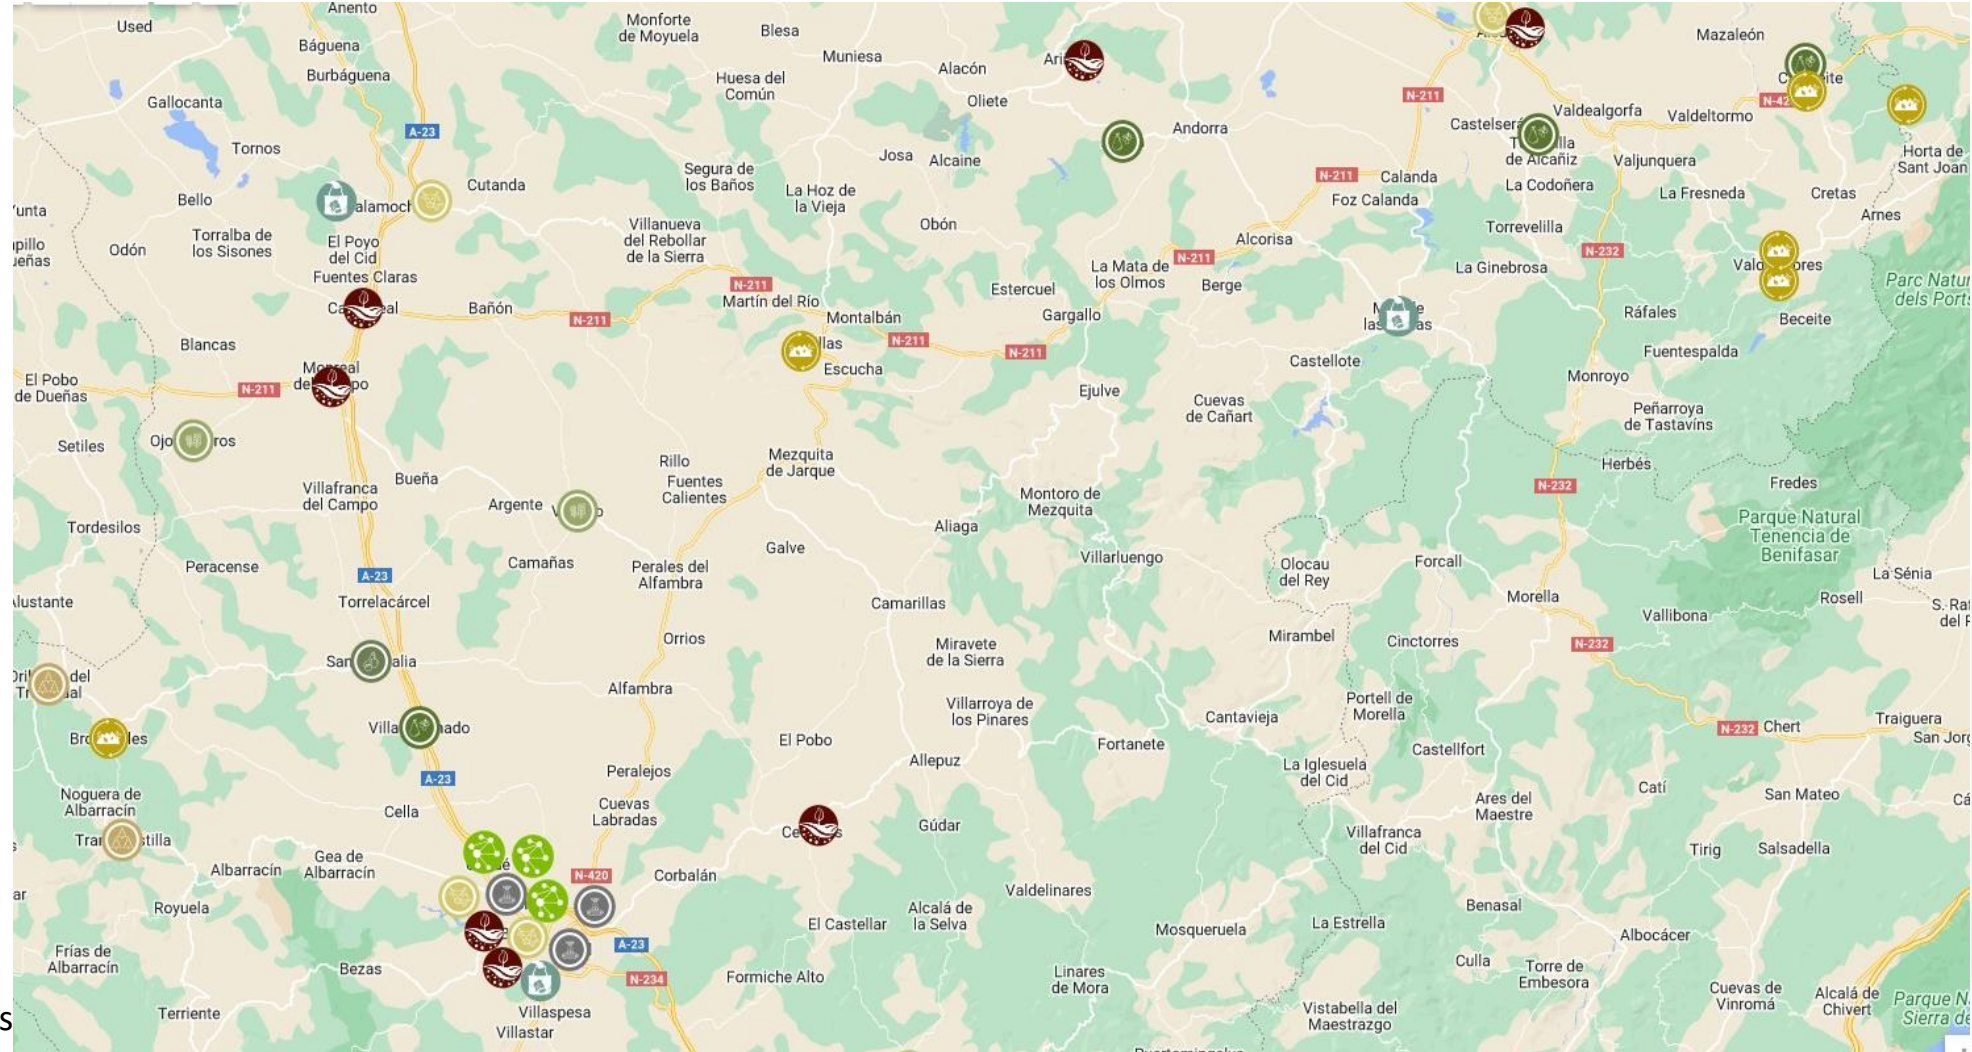 Used
Anento
Báguena
Burbáguena
Monforte
de Moyuela
Blesa
Muniesa
Alacón
Huesa del
Común
Oliete
Mazaleón
N-211
Gallocanta
A-23
Andorra
Valdealgorfa
Valdeltormo
Tornos
Josa
Alcaine
de Alcañiz
Valjunquera
Horta de
Sant Joan
Segura de
los Baños
Cutanda
La Hoz de
la Vieja
N-211
Calanda
La Codoñera
La Fresneda
Cretas
Bello
Foz Calanda
Arnes
Torralba de
los Sisones
Odón
El Poyo
del Cid
Fuentes Claras
Villanueva
del Rebollar
de la Sierra
Obón
Alcorisa
Torrevelilla
N-232
N-211
La Mata de
los Olmos
La Ginebrosa
N-211
Martín del Río
Estercuel
Berge
Bañón
N-211
Montalbán
Gargallo
Ráfales
Beceite
Blancas
N-211
N-211
Escucha
Castellote
Fuentespalda
El Pobo
de Dueñas
N-211
Ejulve
Monroyo
Cuevas
de Cañart
Peñarroya
de Tastavíns
Setiles
Rillo
Mezquita
de Jarque
Herbés
Bueña
Fuentes
Calientes
Villafranca
del Campo
Argente
Montoro de
Mezquita
N-232
Fredes
Tordesilos
Aliaga
Parque Natural
Tenencia de
Benifasar
Galve
Villarluengo
Peracense
Camañas
Perales del
Alfambra
Olocau
del Rey
Forcall
La Sénia
A-23
Torrelacárcel
Camarillas
Morella
Rosell
Vallibona
Orrios
Miravete
de la Sierra
Mirambel
Cinctorres
N-232
Alfambra
Villarroya de
los Pinares
Portell de
Morella
Cantavieja
N-232
Chert
Traiguera
El Pobo
Fortanete
Castellfort
Allepuz
A-23
Peralejos
La Iglesuela
del Cid
Noguera de
Albarracín
Cella
Cuevas
Labradas
Ares del
Maestre
Catí
San Mateo
Gúdar
Villafranca
del Cid
Tirig
Salsadella
Albarracín
Gea de
Albarracín
N-420
Corbalán
Valdelinares
Royuela
El Castellar
Alcalá de
la Selva
Mosqueruela
La Estrella
Benasal
Albocácer
Frías de
Albarracín
Bezas
A-23
N-234
Formiche Alto
Linares
de Mora
Culla
Torre de
Embesora
Cuevas de
Vinromá
Alcalá de
Chivert
Terriente
Villaspesa
Villastar
Vistabella del
Maestrazgo
S